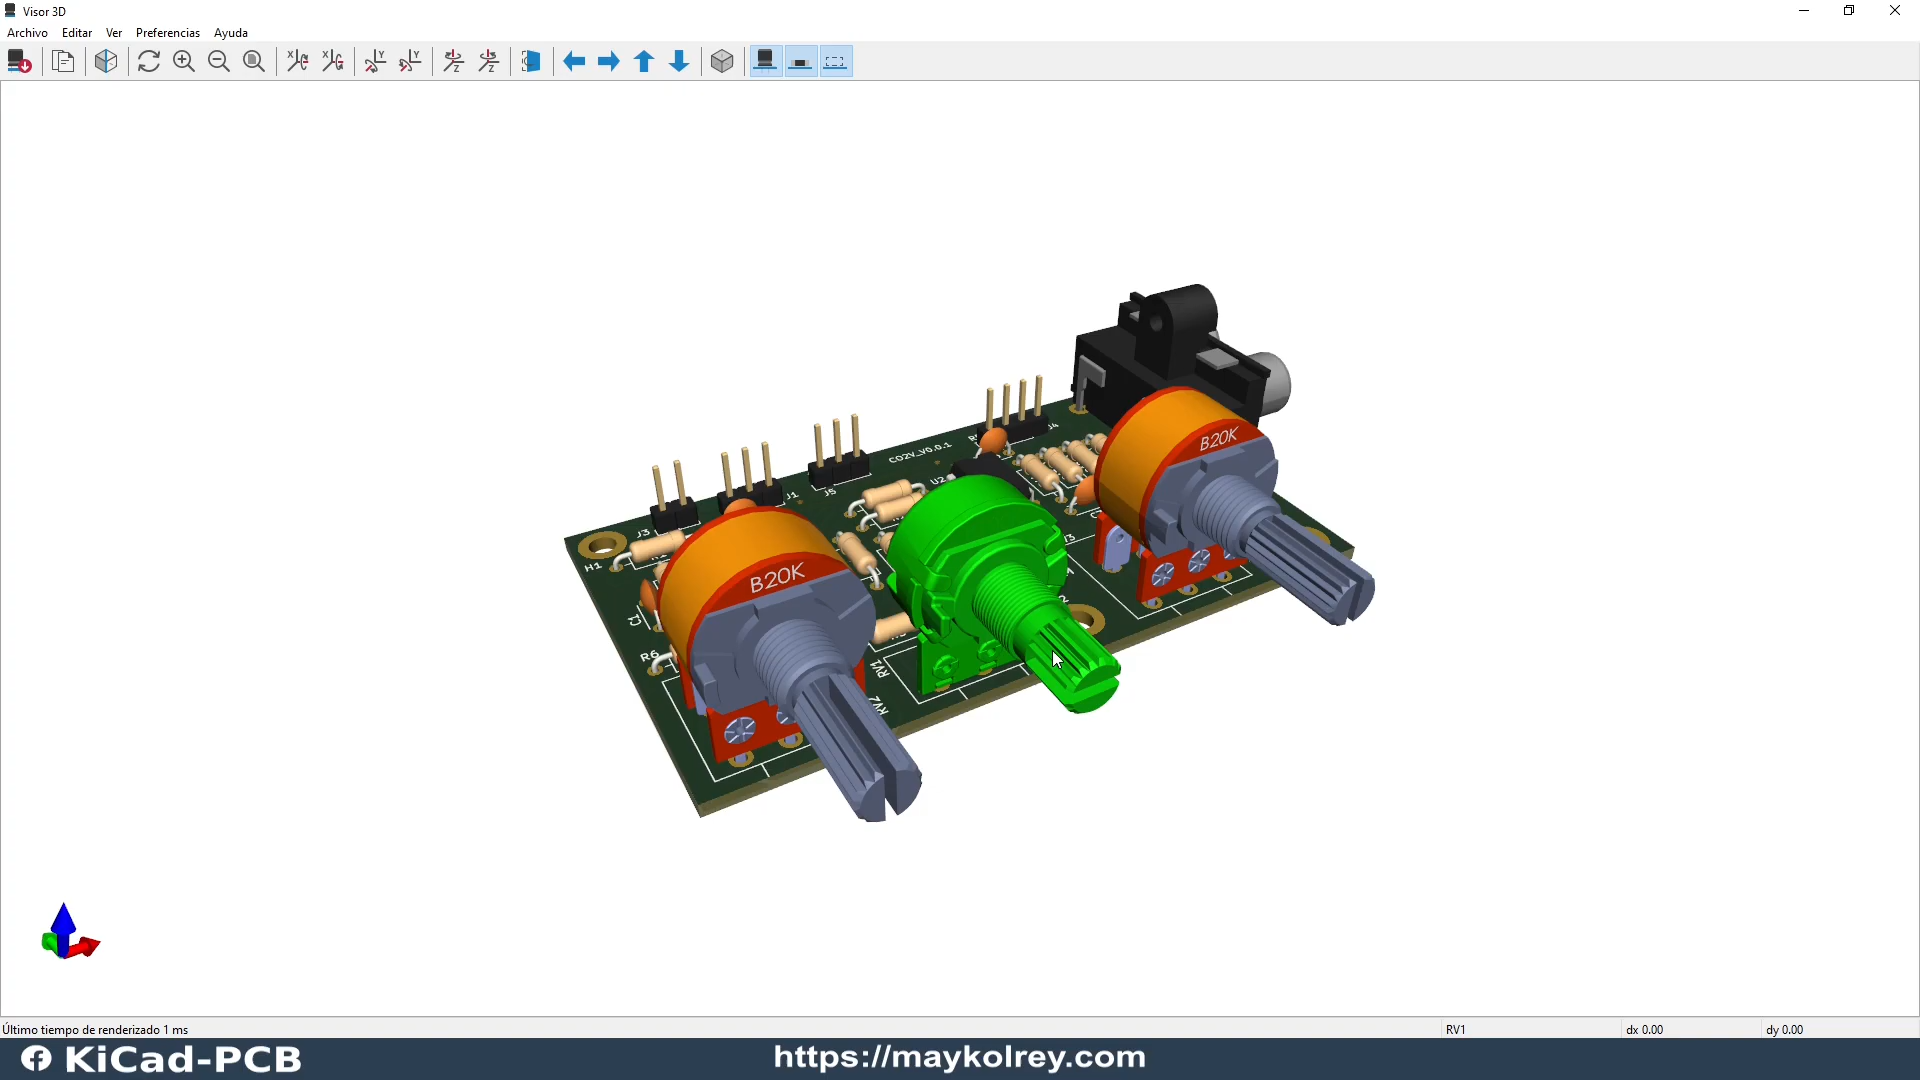 Visor 3D
Archivo Editar Ver Preferencias Ayuda
B20K
J4
CO2V_V0.0.1
U2
J1
J5
J3
H1
B20K
C1
R6
RV1
RV2
Último tiempo de renderizado 1 ms
RV1
dx 0.00
dy 0.00
KiCad-PCB
https://maykolrey.com